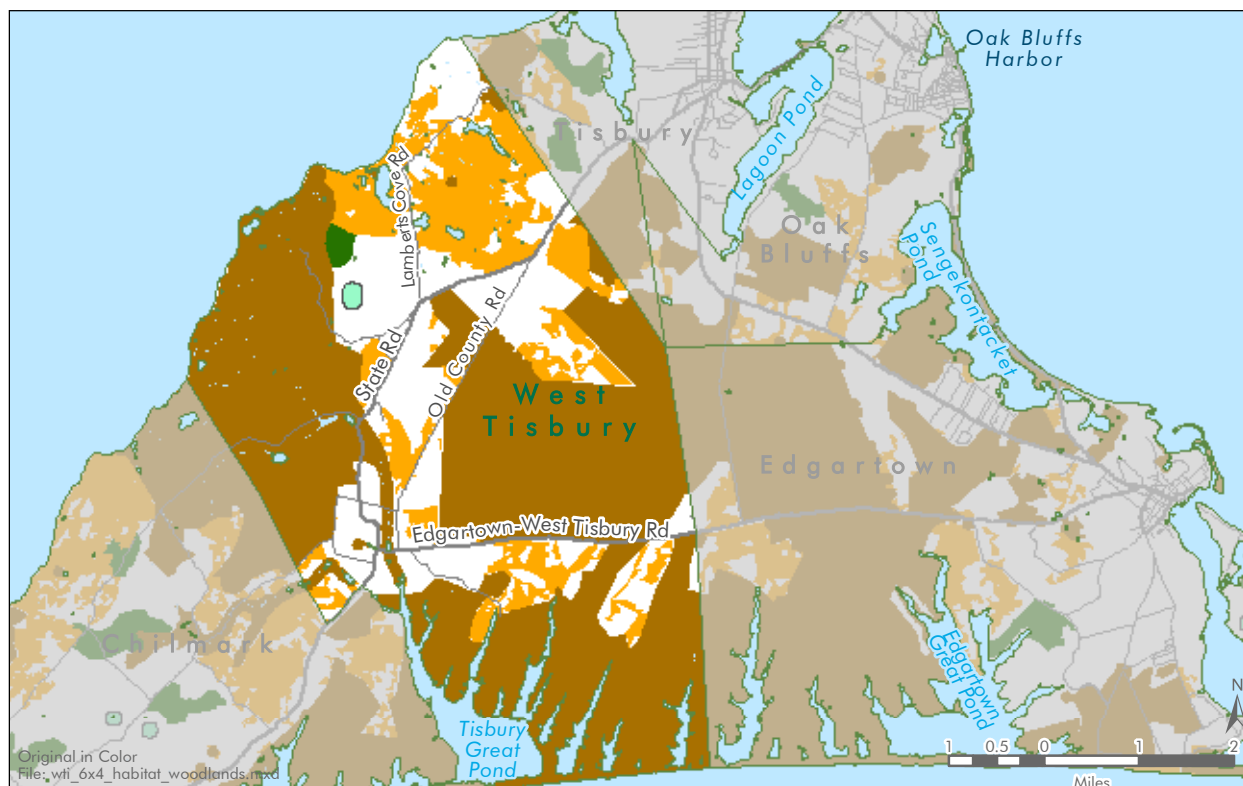 Oak Bluffs
Harbor
Tisbury
Lagoon Pond
Lamberts Cove Rd
Oak
Bluffs
Sengekontacket
Pond
State Rd
Old County Rd
West
Tisbury
Edgartown
Edgartown-West Tisbury Rd
Chilmark
Edgartown
Great Pond
Tisbury
Great
Pond
N
1 0.5 0 1 2
Miles
Original in Color
File: wti_6x4_habitat_woodlands.mxd